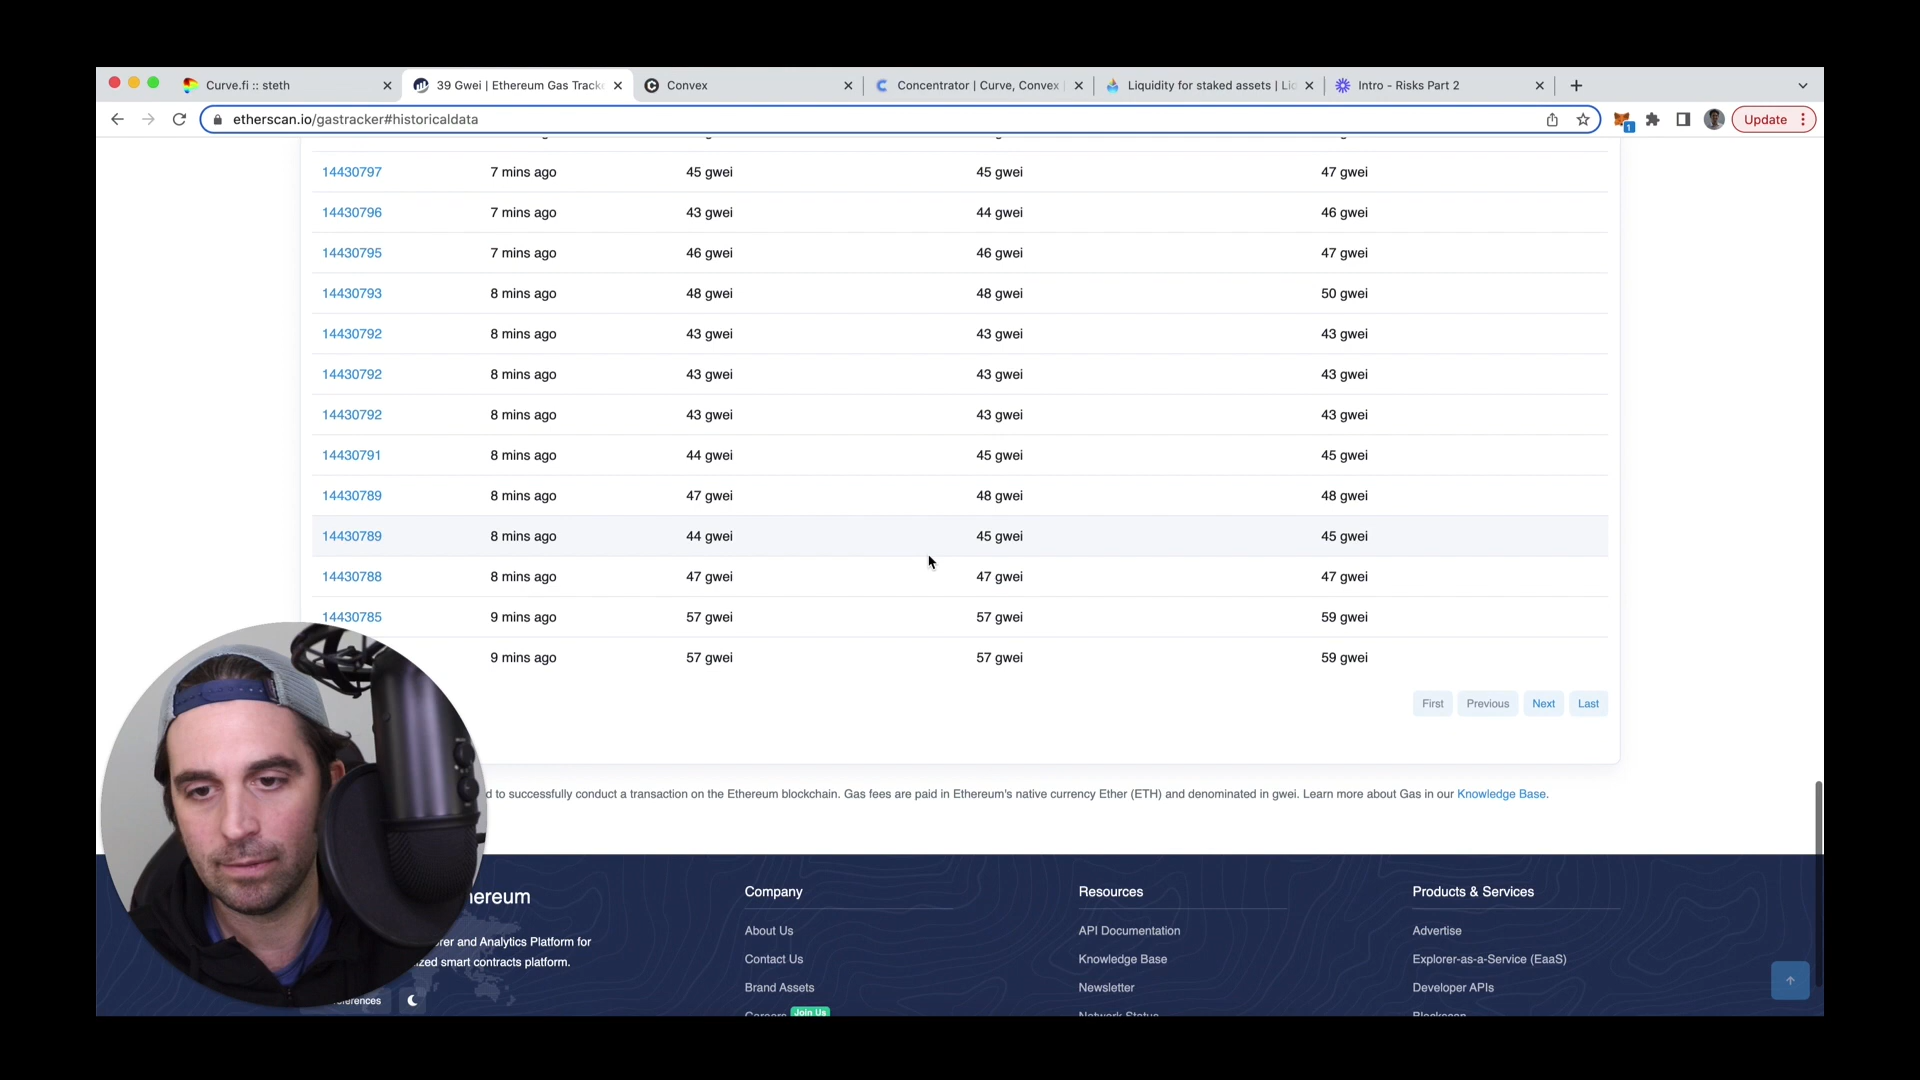 Curve.fi :: steth
39 Gwei | Ethereum Gas Tracke
Convex
Concentrator | Curve, Convex
Liquidity for staked assets | Lic
Intro - Risks Part 2
etherscan.io/gastracker#historicaldata
1
Update
14430797 7 mins ago 45 gwei 45 gwei 47 gwei
14430796 7 mins ago 43 gwei 44 gwei 46 gwei
14430795 7 mins ago 46 gwei 46 gwei 47 gwei
14430793 8 mins ago 48 gwei 48 gwei 50 gwei
14430792 8 mins ago 43 gwei 43 gwei 43 gwei
14430792 8 mins ago 43 gwei 43 gwei 43 gwei
14430792 8 mins ago 43 gwei 43 gwei 43 gwei
14430791 8 mins ago 44 gwei 45 gwei 45 gwei
14430789 8 mins ago 47 gwei 48 gwei 48 gwei
14430789 8 mins ago 44 gwei 45 gwei 45 gwei
14430788 8 mins ago 47 gwei 47 gwei 47 gwei
14430785 9 mins ago 57 gwei 57 gwei 59 gwei
9 mins ago 57 gwei 57 gwei 59 gwei
First Previous Next Last
d to successfully conduct a transaction on the Ethereum blockchain. Gas fees are paid in Ethereum's native currency Ether (ETH) and denominated in gwei. Learn more about Gas in our Knowledge Base.
hereum
rer and Analytics Platform for
zed smart contracts platform.
erences
Company
About Us
Contact Us
Brand Assets
Careers Join Us
Resources
API Documentation
Knowledge Base
Newsletter
Network Status
Products & Services
Advertise
Explorer-as-a-Service (EaaS)
Developer APIs
Blockscan